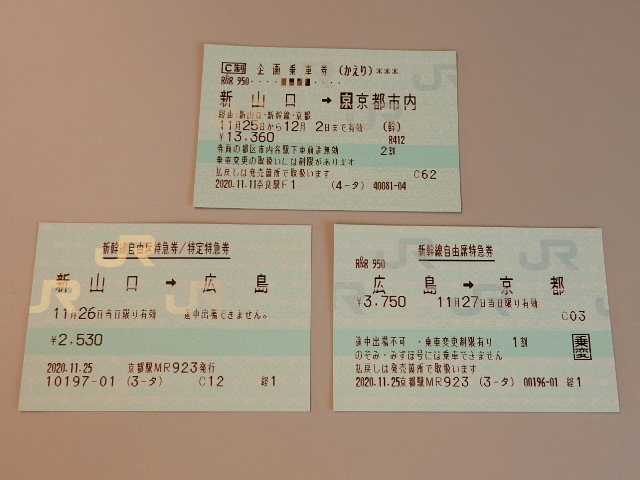 C制 企画乗車券 (かえり) ***
R&R 950
新山口 → 京京都市内
経由:新山口・新幹線・京都
11月25日から12月 2日まで有効 (幹)
¥13,360 R412
券面の都区市内各駅下車前途無効 2割
乗車変更の取扱いには制限があります
払戻しは発売箇所で取扱います C62
2020.11.11奈良駅F1 (4-タ) 40081-04
新幹線自由席特急券/特定特急券
新山口 → 広島
11月26日当日限り有効 途中出場できません。
¥2,530
2020.11.25 京都駅MR923発行
10197-01 (3-タ) C12 経1
新幹線自由席特急券
R&R 950
広島 → 京都
¥3,750 11月27日当日限り有効
C03
途中出場不可 ・乗車変更制限有り 1割
乗変
のぞみ・みずほ号には乗車できません
払戻しは発売箇所で取扱います
2020.11.25京都駅MR923 (3-タ) 00196-01 経1